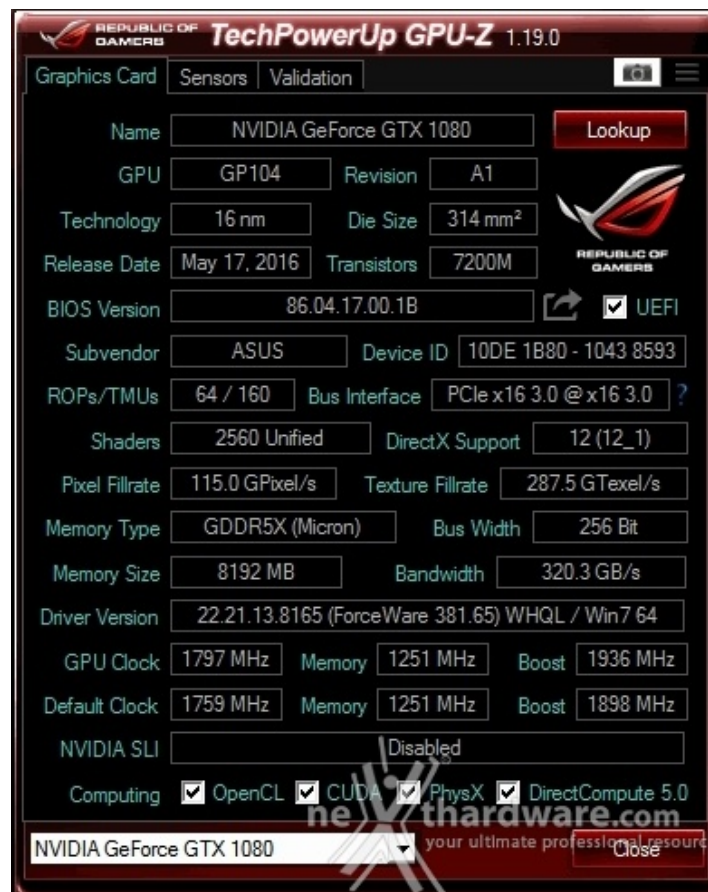 REPUBLIC OF GAMERS TechPowerUp GPU-Z 1.19.0
Graphics Card Sensors Validation
Name NVIDIA GeForce GTX 1080 Lookup
GPU GP104 Revision A1
Technology 16 nm Die Size 314 mm²
Release Date May 17, 2016 Transistors 7200M
REPUBLIC OF GAMERS
BIOS Version 86.04.17.00.1B UEFI
Subvendor ASUS Device ID 10DE 1B80 - 1043 8593
ROPs/TMUs 64 / 160 Bus Interface PCIe x16 3.0 @ x16 3.0 ?
Shaders 2560 Unified DirectX Support 12 (12_1)
Pixel Fillrate 115.0 GPixel/s Texture Fillrate 287.5 GTexel/s
Memory Type GDDR5X (Micron) Bus Width 256 Bit
Memory Size 8192 MB Bandwidth 320.3 GB/s
Driver Version 22.21.13.8165 (ForceWare 381.65) WHQL / Win7 64
GPU Clock 1797 MHz Memory 1251 MHz Boost 1936 MHz
Default Clock 1759 MHz Memory 1251 MHz Boost 1898 MHz
NVIDIA SLI Disabled
Computing OpenCL CUDA PhysX DirectCompute 5.0
nexthardware.com
your ultimate professional resourc
NVIDIA GeForce GTX 1080 Close